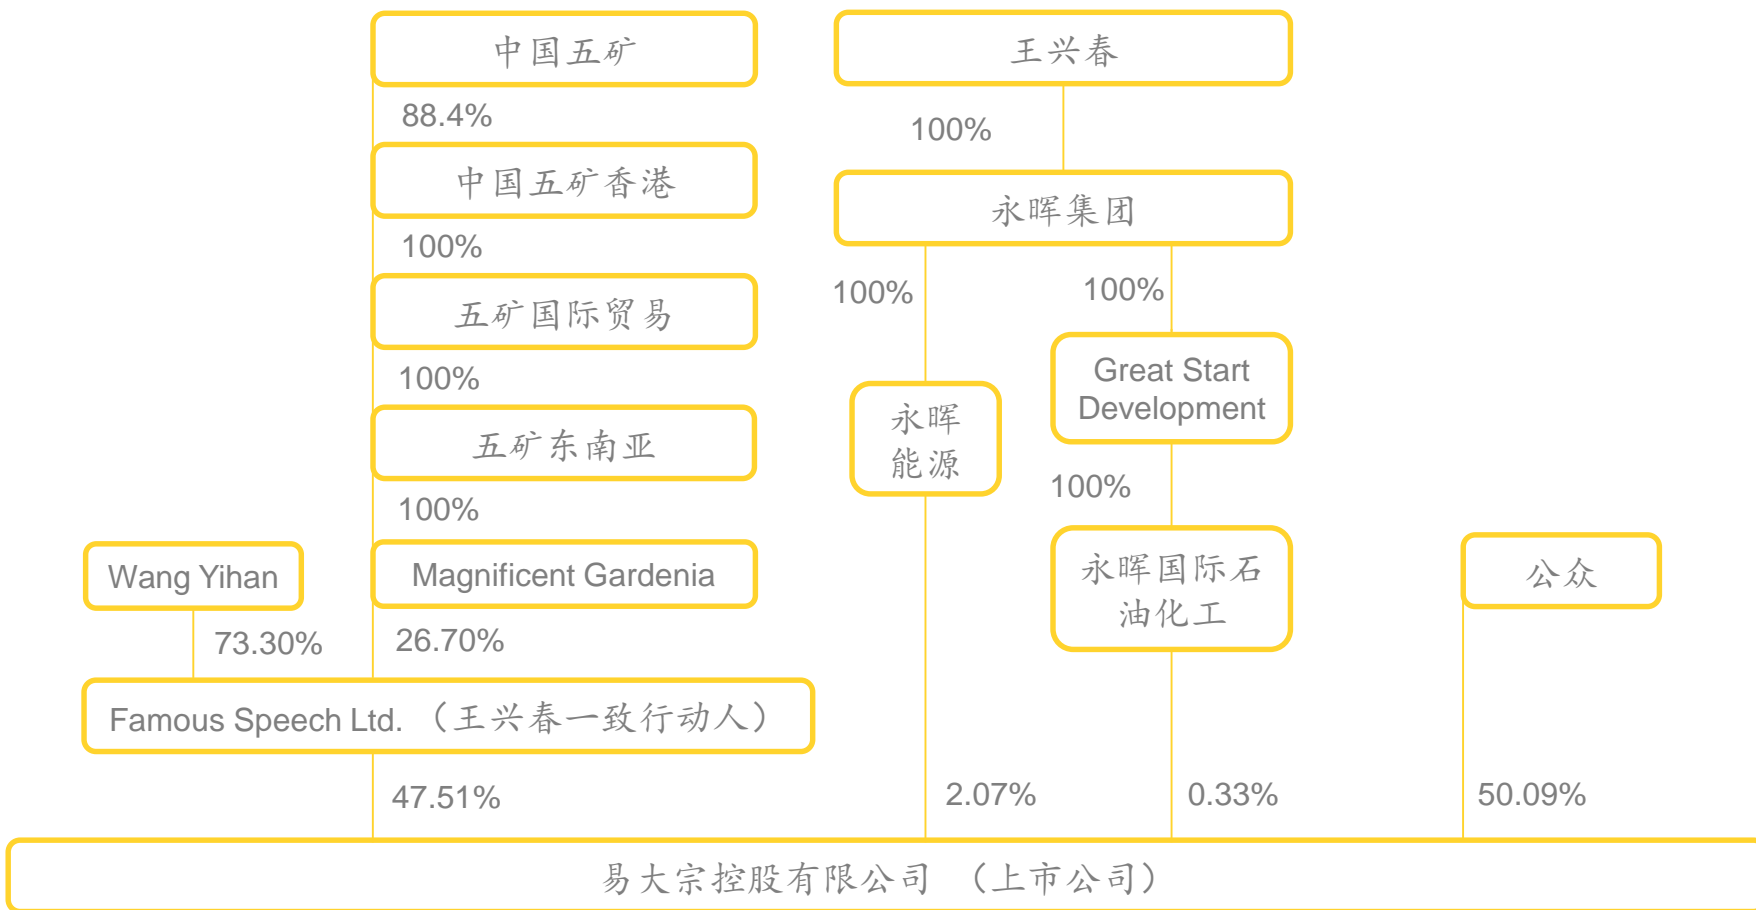 中国五矿
王兴春
88.4%
100%
中国五矿香港
永晖集团
100%
100%
100%
五矿国际贸易
Great Start
Development
100%
永晖
能源
五矿东南亚
100%
100%
Wang Yihan
Magnificent Gardenia
永晖国际石
油化工
公众
73.30%
26.70%
Famous Speech Ltd. （王兴春一致行动人）
47.51%
2.07%
0.33%
50.09%
易大宗控股有限公司 （上市公司）